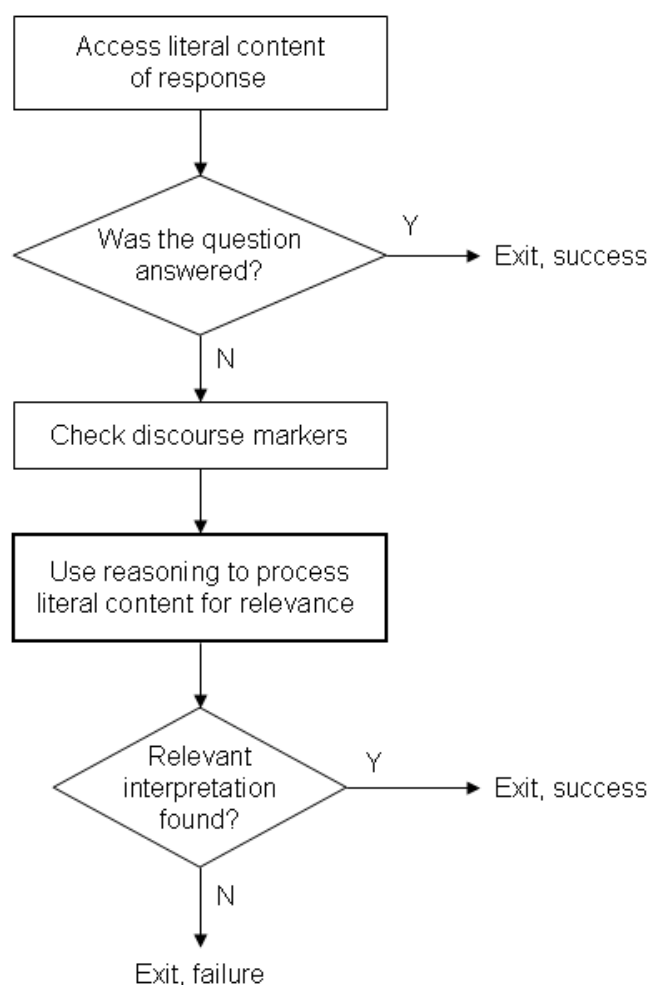 Access literal content
of response
Was the question
answered?
Y
Exit, success
N
Check discourse markers
Use reasoning to process
literal content for relevance
Relevant
interpretation
found?
Y
Exit, success
N
Exit, failure